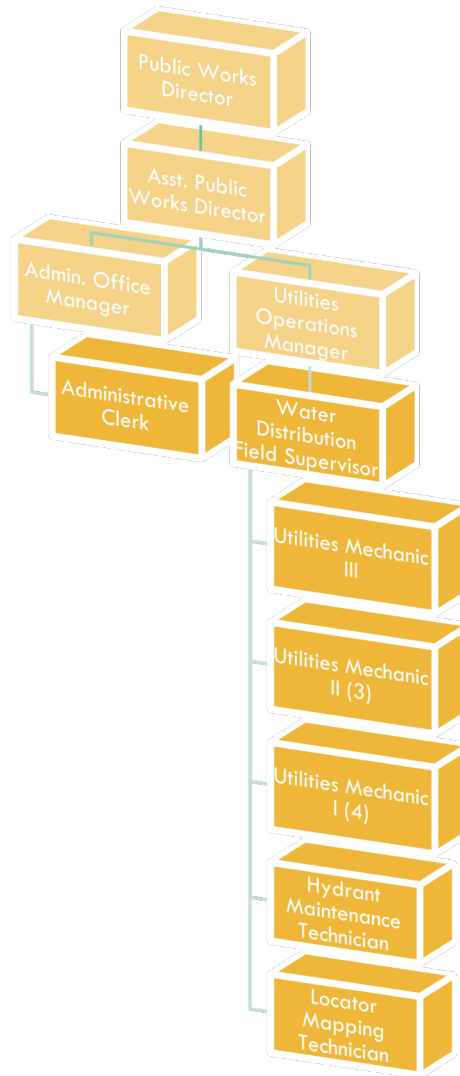 Public Works
Director
Asst. Public
Works Director
Admin. Office
Manager
Utilities
Operations
Manager
Administrative
Clerk
Water
Distribution
Field Supervisor
Utilities Mechanic
III
Utilities Mechanic
II (3)
Utilities Mechanic
I (4)
Hydrant
Maintenance
Technician
Locator
Mapping
Technician